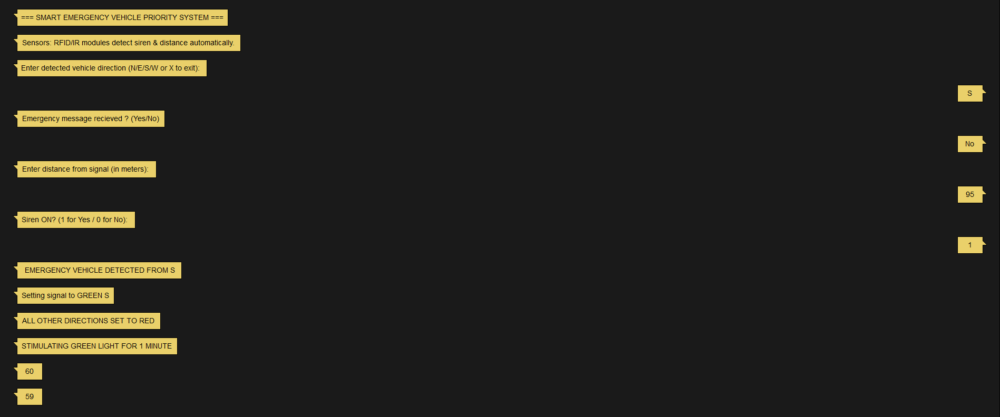 === SMART EMERGENCY VEHICLE PRIORITY SYSTEM ===
Sensors: RFID/IR modules detect siren & distance automatically.
Enter detected vehicle direction (N/E/S/W or X to exit):
S
Emergency message recieved ? (Yes/No)
No
Enter distance from signal (in meters):
95
Siren ON? (1 for Yes / 0 for No):
1
EMERGENCY VEHICLE DETECTED FROM S
Setting signal to GREEN S
ALL OTHER DIRECTIONS SET TO RED
STIMULATING GREEN LIGHT FOR 1 MINUTE
60
59